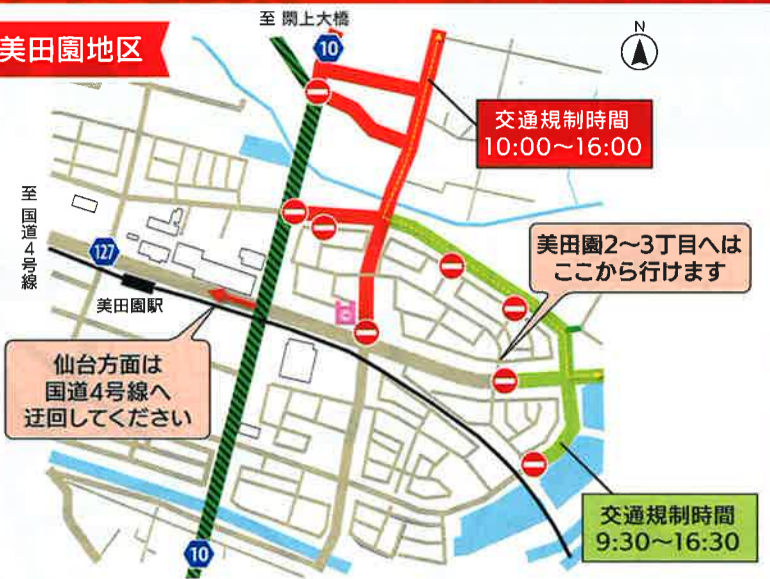 至 閖上大橋
美田園地区
10
N
交通規制時間
10:00～16:00
至 国道4号線
127
美田園2～3丁目へは
ここから行けます
美田園駅
仙台方面は
国道4号線へ
迂回してください
交通規制時間
9:30～16:30
10